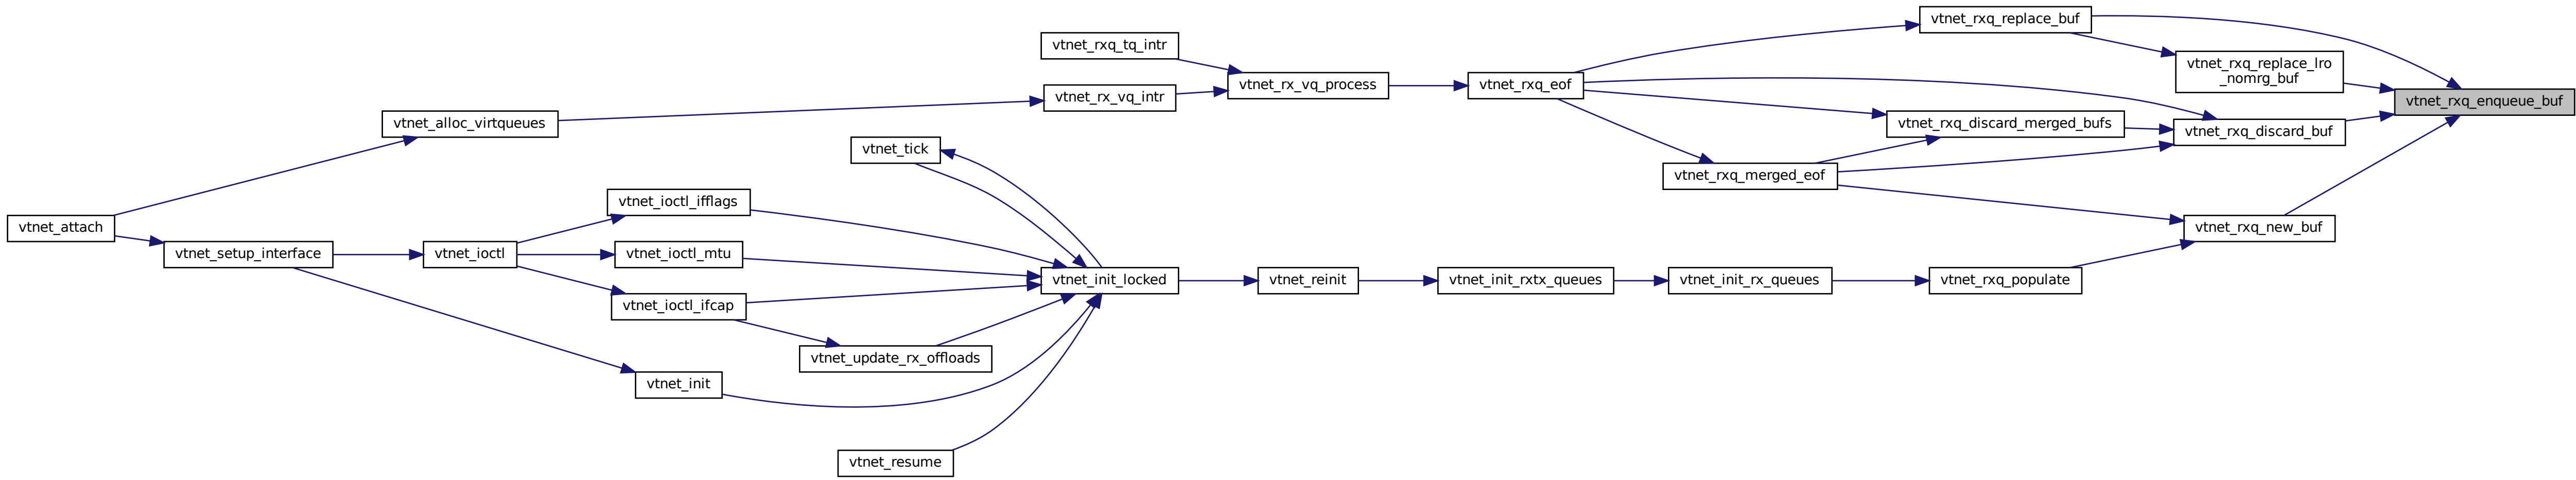 vtnet_rxq_replace_buf
vtnet_rxq_tq_intr
vtnet_rxq_replace_lro
_nomrg_buf
vtnet_rx_vq_process
vtnet_rxq_eof
vtnet_rx_vq_intr
vtnet_rxq_enqueue_buf
vtnet_alloc_virtqueues
vtnet_rxq_discard_merged_bufs
vtnet_rxq_discard_buf
vtnet_tick
vtnet_rxq_merged_eof
vtnet_ioctl_ifflags
vtnet_attach
vtnet_rxq_new_buf
vtnet_setup_interface
vtnet_ioctl
vtnet_ioctl_mtu
vtnet_init_locked
vtnet_reinit
vtnet_init_rxtx_queues
vtnet_init_rx_queues
vtnet_rxq_populate
vtnet_ioctl_ifcap
vtnet_update_rx_offloads
vtnet_init
vtnet_resume